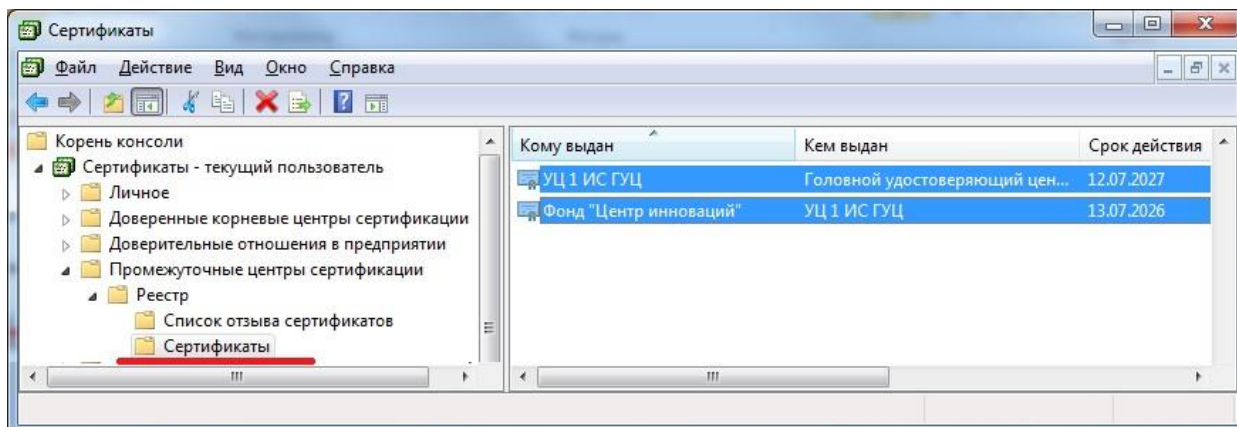 Сертификаты
Файл Действие Вид Окно Справка
Корень консоли
Сертификаты - текущий пользователь
Личное
Доверенные корневые центры сертификации
Доверительные отношения в предприятии
Промежуточные центры сертификации
Реестр
Список отзыва сертификатов
Сертификаты
Кому выдан Кем выдан Срок действия
УЦ 1 ИС ГУЦ Головной удостоверяющий цен... 12.07.2027
Фонд "Центр инноваций" УЦ 1 ИС ГУЦ 13.07.2026